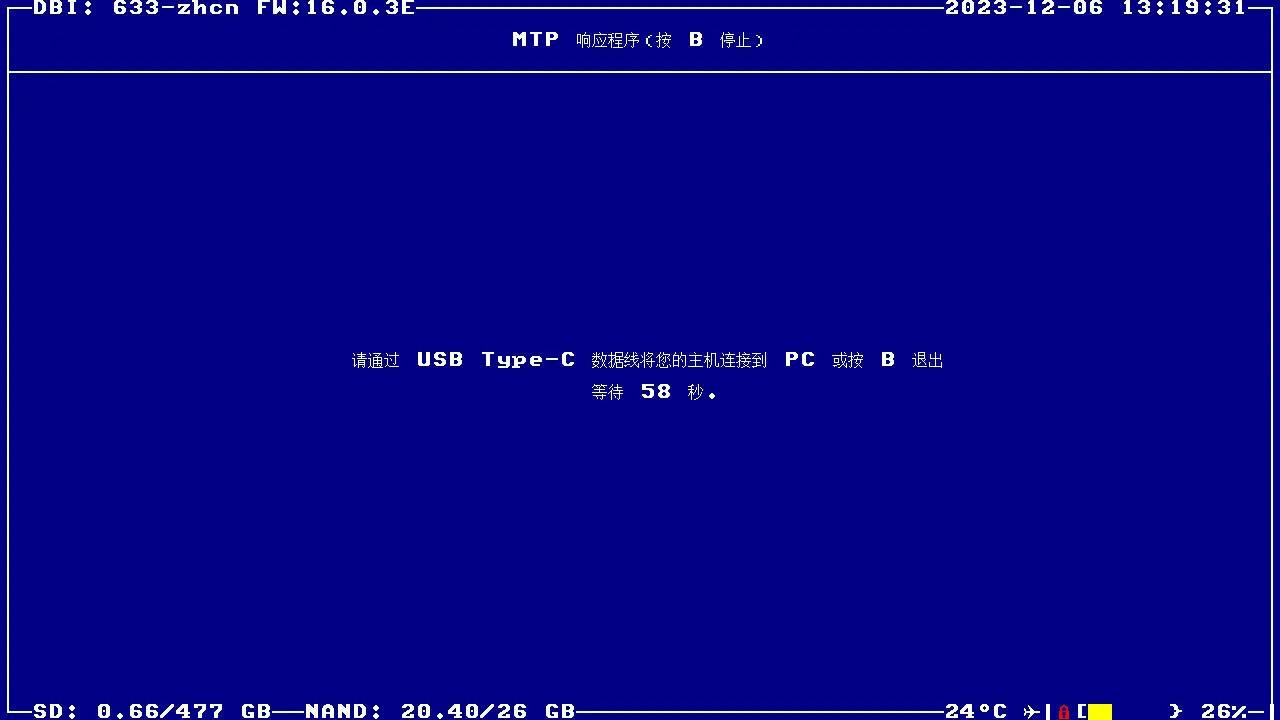 DBI: 633-zhcn FW:16.0.3E 2023-12-06 13:19:31
MTP 响应程序(按 B 停止)
请通过 USB Type-C 数据线将您的主机连接到 PC 或按 B 退出
等待 58 秒.
SD: 0.66/477 GB NAND: 20.40/26 GB 24°C 26%